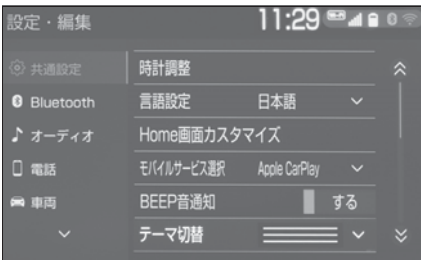 設定・編集 11:29
共通設定
Bluetooth
オーディオ
電話
車両
時計調整
言語設定 日本語
Home画面カスタマイズ
モバイルサービス選択 Apple CarPlay
BEEP音通知 する
テーマ切替